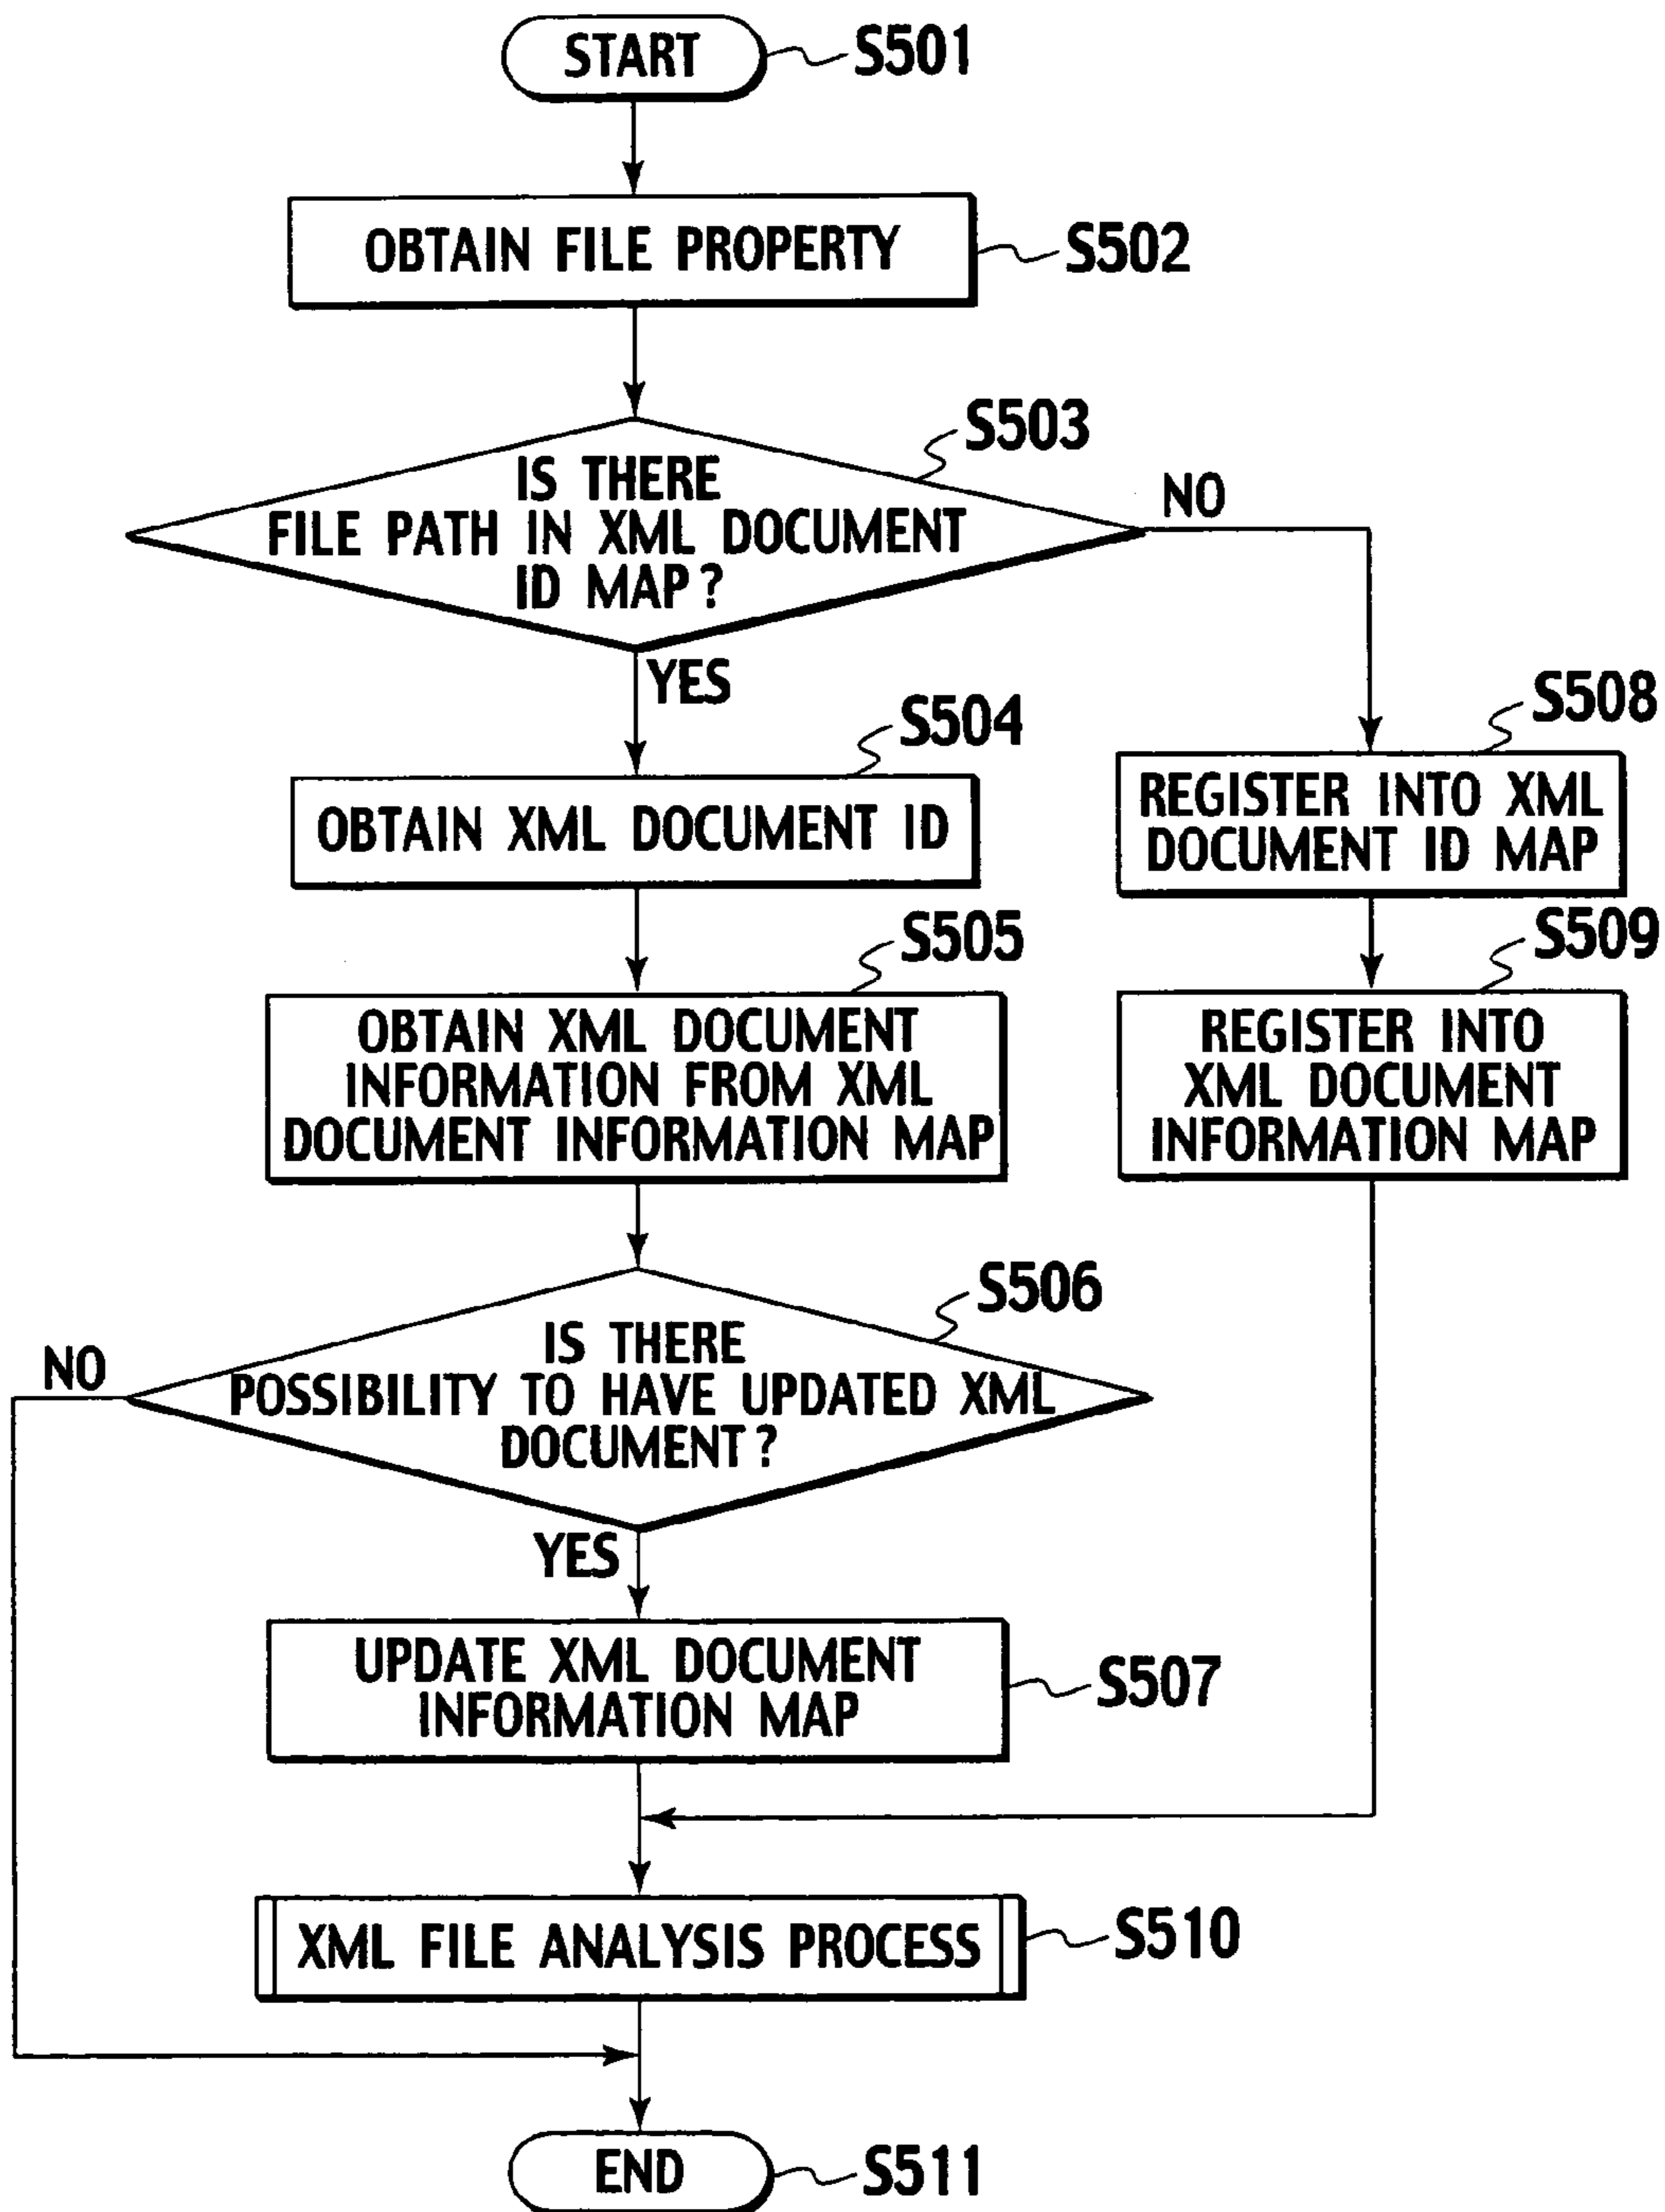 START
S501
OBTAIN FILE PROPERTY
S502
S503
IS THERE
FILE PATH IN XML DOCUMENT
ID MAP?
NO
YES
S504
OBTAIN XML DOCUMENT ID
S508
REGISTER INTO XML
DOCUMENT ID MAP
S505
OBTAIN XML DOCUMENT
INFORMATION FROM XML
DOCUMENT INFORMATION MAP
S509
REGISTER INTO
XML DOCUMENT
INFORMATION MAP
S506
IS THERE
POSSIBILITY TO HAVE UPDATED XML
DOCUMENT?
NO
YES
UPDATE XML DOCUMENT
INFORMATION MAP
S507
XML FILE ANALYSIS PROCESS
S510
END
S511